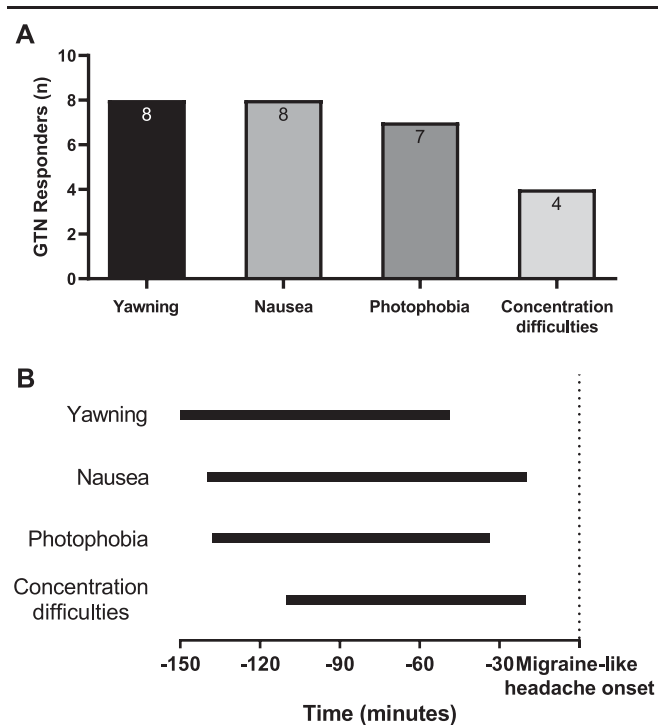 A
GTN Responders (n)
10
8
6
4
2
0
8
8
7
4
Yawning
Nausea
Photophobia
Concentration
difficulties
B
Yawning
Nausea
Photophobia
Concentration
difficulties
-150
-120
-90
-60
-30
Migraine-like
headache onset
Time (minutes)